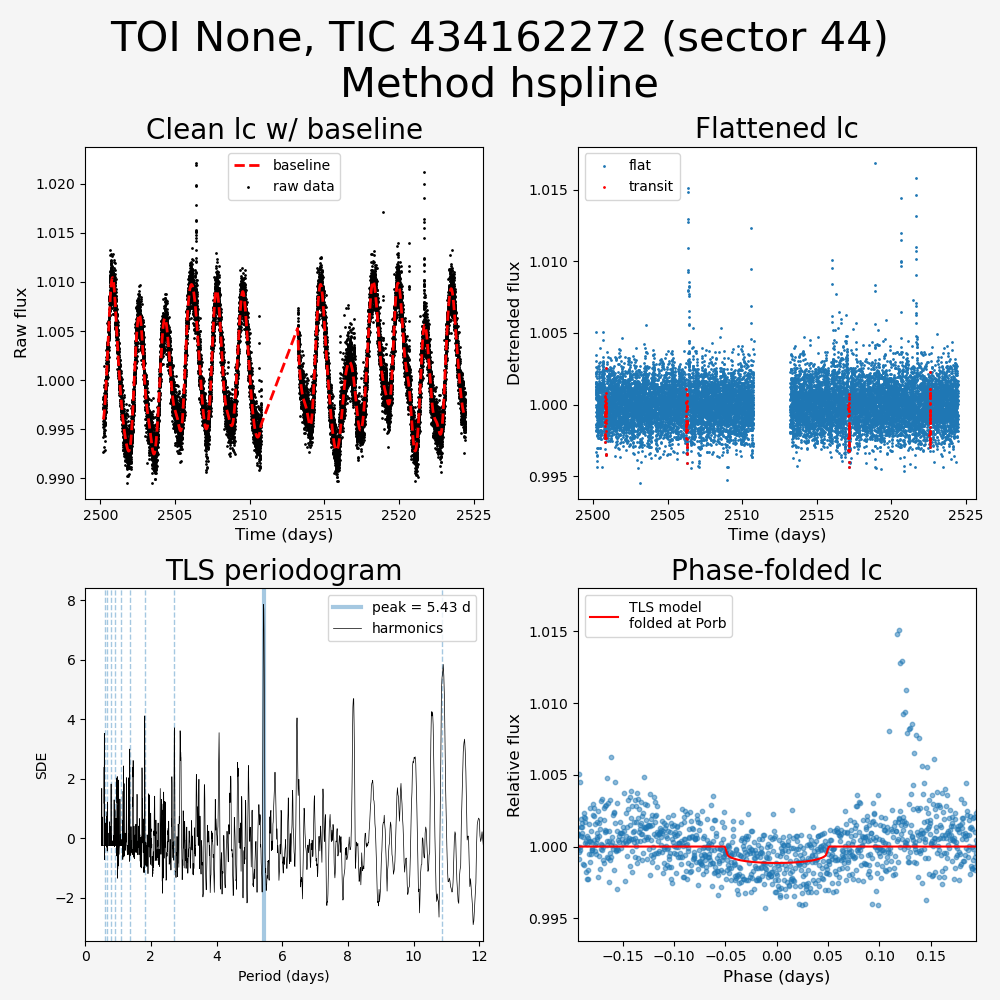 TOI None, TIC 434162272 (sector 44)
Method hspline
Clean lc w/ baseline
baseline
raw data
1.020
1.015
1.010
1.005
1.000
0.995
0.990
Raw flux
2500
2505
2510
2515
2520
2525
Time (days)
Flattened lc
flat
transit
1.015
1.010
1.005
1.000
0.995
Detrended flux
2500
2505
2510
2515
2520
2525
Time (days)
TLS periodogram
peak = 5.43 d
harmonics
8
6
4
2
0
−2
SDE
0
2
4
6
8
10
12
Period (days)
Phase-folded lc
TLS model
folded at Porb
1.015
1.010
1.005
1.000
0.995
Relative flux
−0.15
−0.10
−0.05
0.00
0.05
0.10
0.15
Phase (days)